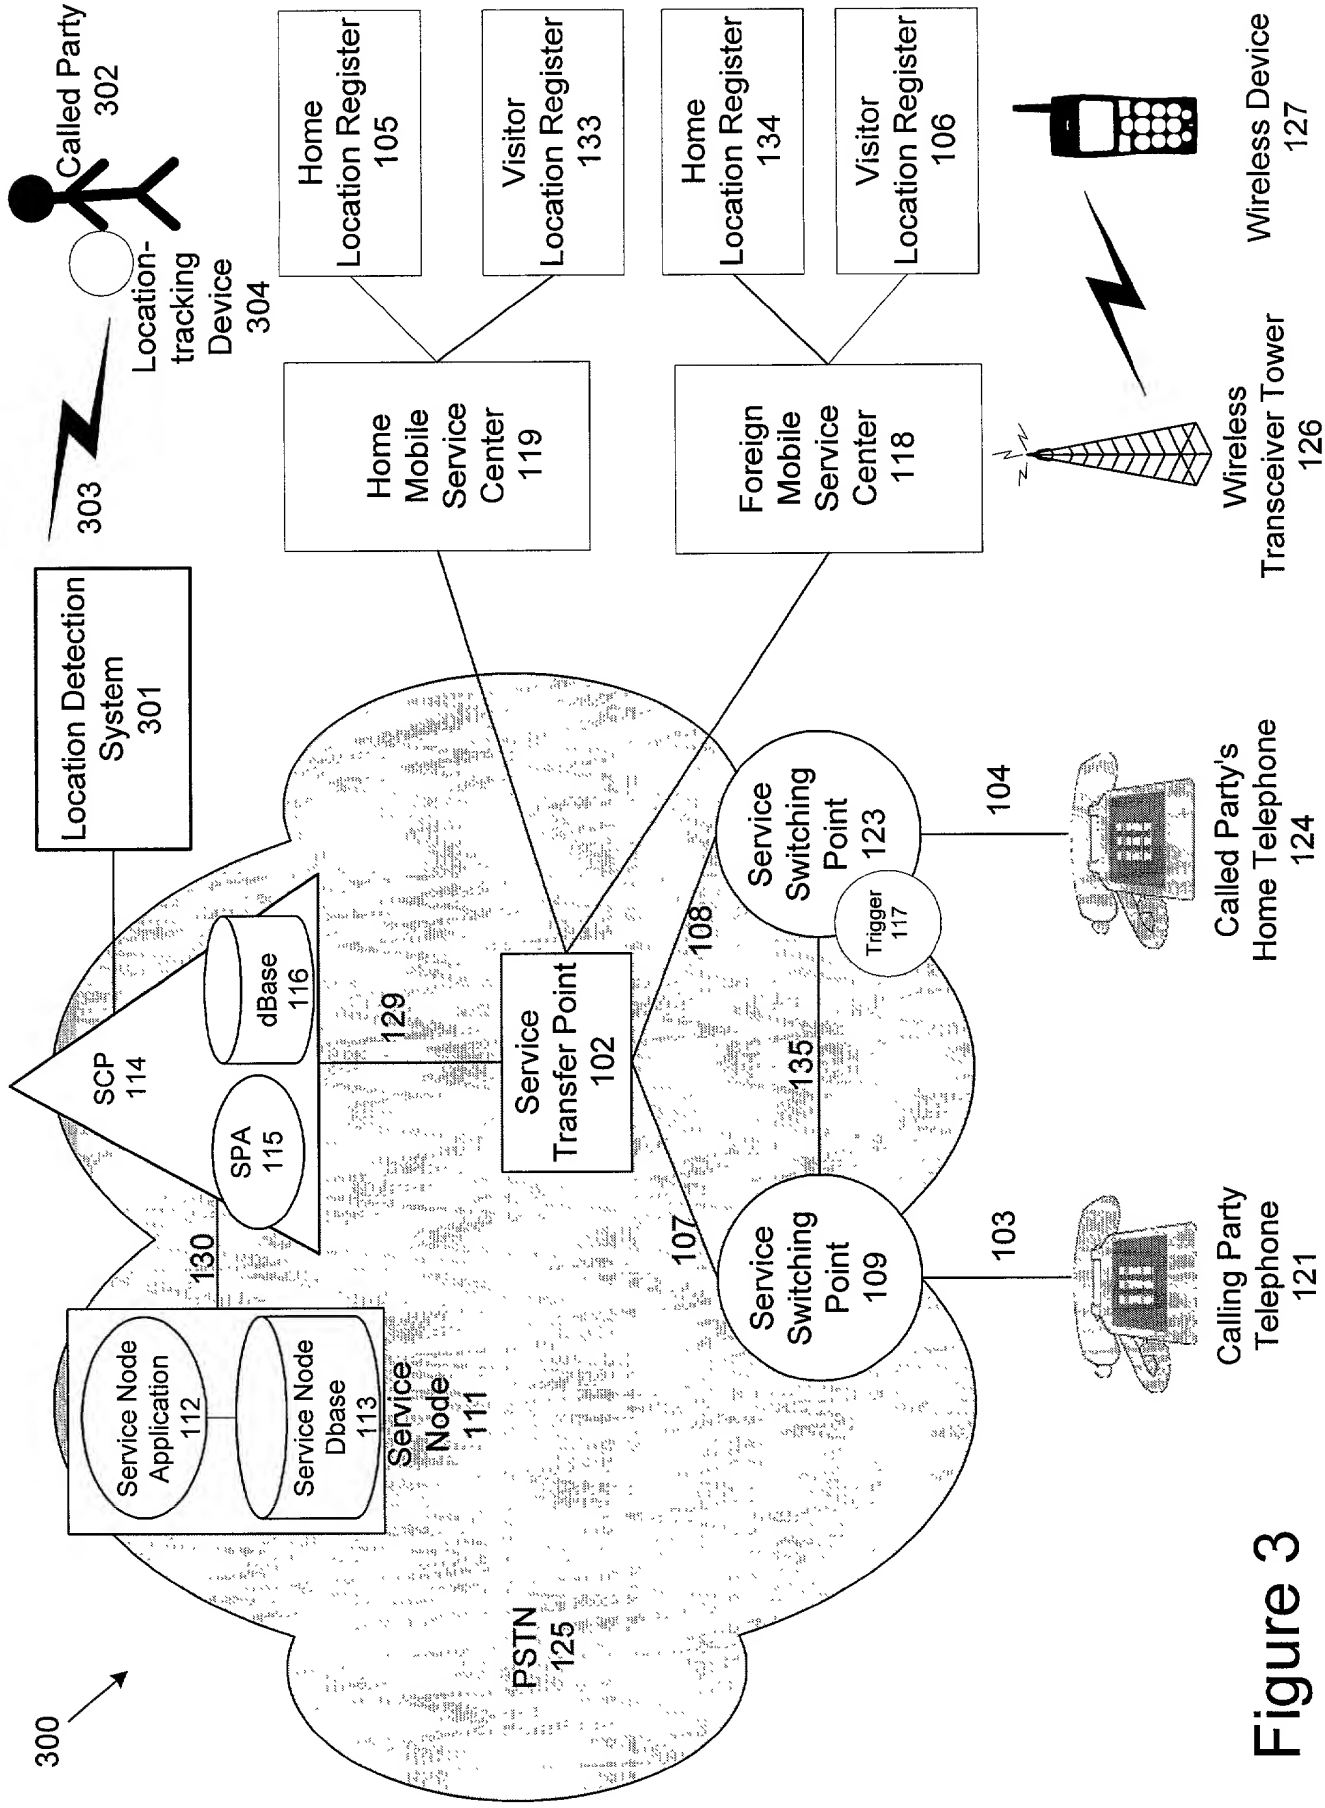 300
PSTN
125
Service Node
Application
112
Service Node
Dbase
113
Service
Node
111
130
SCP
114
SPA
115
dBase
116
129
Location Detection
System
301
303
Called Party
302
Location-
tracking
Device
304
Service
Transfer Point
102
107
108
135
Service
Switching
Point
109
Service
Switching
Point
123
Trigger
117
103
104
Calling Party
Telephone
121
Called Party's
Home Telephone
124
Home
Mobile
Service
Center
119
Foreign
Mobile
Service
Center
118
Home
Location Register
105
Visitor
Location Register
133
Home
Location Register
134
Visitor
Location Register
106
Wireless
Transceiver Tower
126
Wireless Device
127
Figure 3